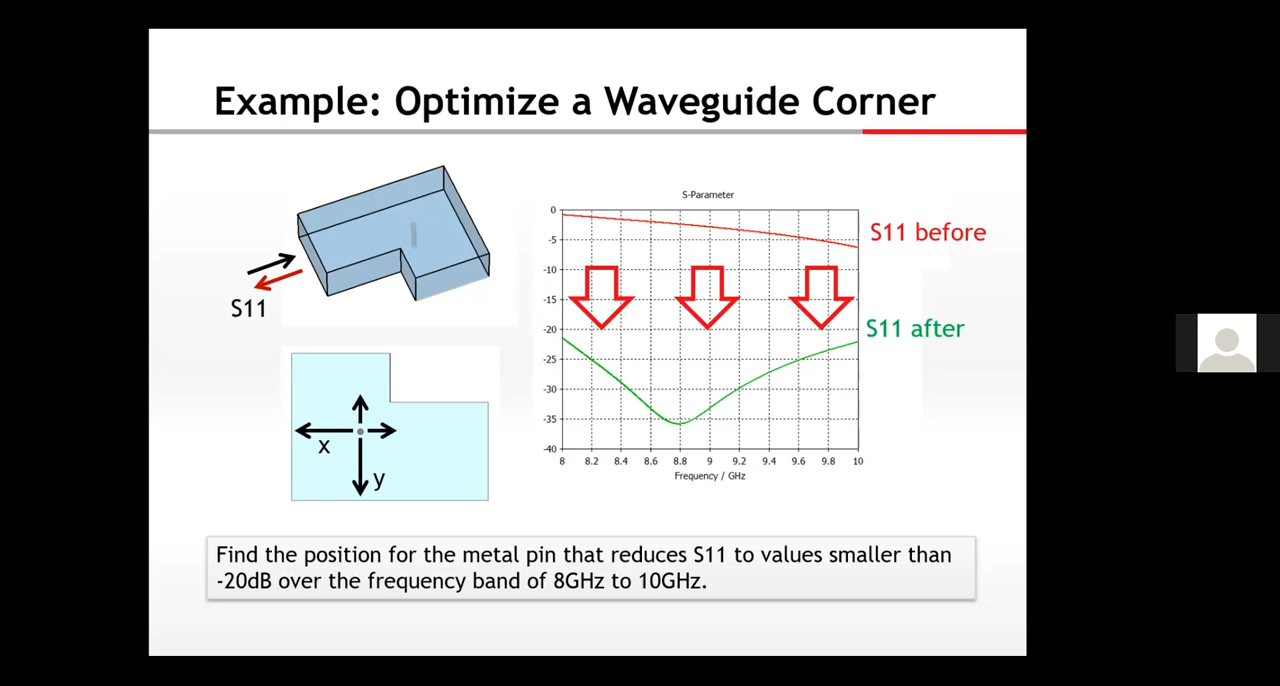 Example: Optimize a Waveguide Corner
S11
x
y
S-Parameter
0
-5
-10
-15
-20
-25
-30
-35
-40
8 8.2 8.4 8.6 8.8 9 9.2 9.4 9.6 9.8 10
Frequency / GHz
S11 before
S11 after
Find the position for the metal pin that reduces S11 to values smaller than
-20dB over the frequency band of 8GHz to 10GHz.